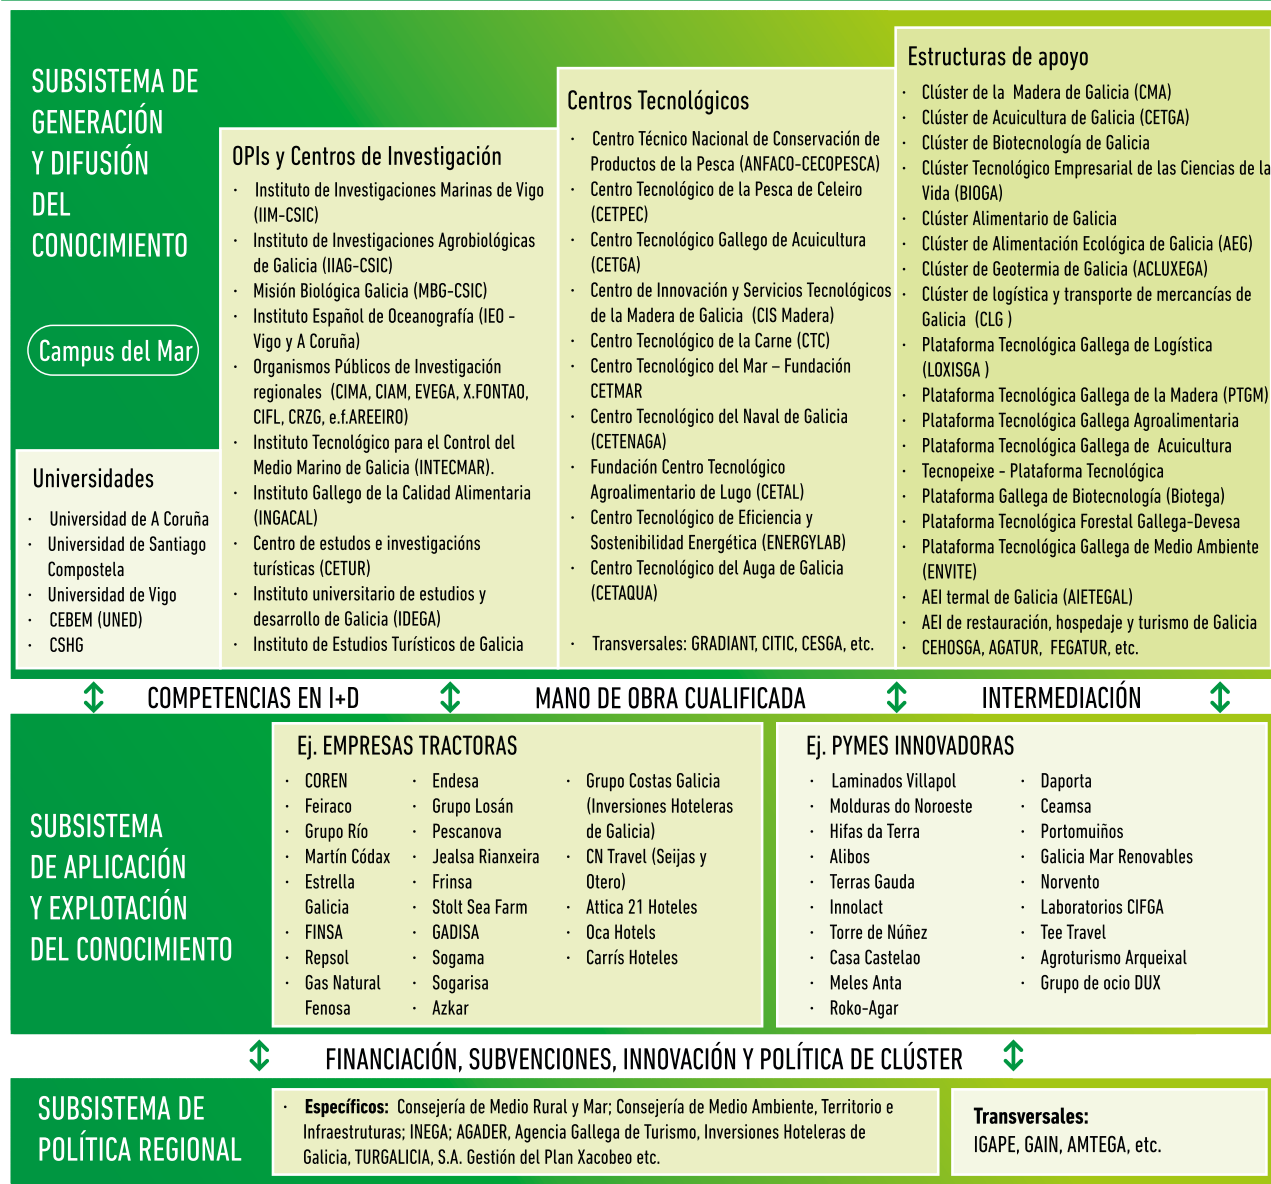 SUBSISTEMA DE
GENERACIÓN
Y DIFUSIÓN
DEL
CONOCIMIENTO
Campus del Mar
Universidades
· Universidad de A Coruña
· Universidad de Santiago
Compostela
· Universidad de Vigo
· CEBEM (UNED)
· CSHG
OPIs y Centros de Investigación
· Instituto de Investigaciones Marinas de Vigo
(IIM-CSIC)
· Instituto de Investigaciones Agrobiológicas
de Galicia (IIAG-CSIC)
· Misión Biológica Galicia (MBG-CSIC)
· Instituto Español de Oceanografía (IEO -
Vigo y A Coruña)
· Organismos Públicos de Investigación
regionales (CIMA, CIAM, EVEGA, X.FONTAO,
CIFL, CRZG, e.f.AREEIRO)
· Instituto Tecnológico para el Control del
Medio Marino de Galicia (INTECMAR).
· Instituto Gallego de la Calidad Alimentaria
(INGACAL)
· Centro de estudos e investigacións
turísticas (CETUR)
· Instituto universitario de estudios y
desarrollo de Galicia (IDEGA)
· Instituto de Estudios Turísticos de Galicia
Centros Tecnológicos
· Centro Técnico Nacional de Conservación de
Productos de la Pesca (ANFACO-CECOPESCA)
· Centro Tecnológico de la Pesca de Celeiro
(CETPEC)
· Centro Tecnológico Gallego de Acuicultura
(CETGA)
· Centro de Innovación y Servicios Tecnológicos
de la Madera de Galicia (CIS Madera)
· Centro Tecnológico de la Carne (CTC)
· Centro Tecnológico del Mar – Fundación
CETMAR
· Centro Tecnológico del Naval de Galicia
(CETENAGA)
· Fundación Centro Tecnológico
Agroalimentario de Lugo (CETAL)
· Centro Tecnológico de Eficiencia y
Sostenibilidad Energética (ENERGYLAB)
· Centro Tecnológico del Auga de Galicia
(CETAQUA)
· Transversales: GRADIANT, CITIC, CESGA, etc.
Estructuras de apoyo
· Clúster de la Madera de Galicia (CMA)
· Clúster de Acuicultura de Galicia (CETGA)
· Clúster de Biotecnología de Galicia
· Clúster Tecnológico Empresarial de las Ciencias de la
Vida (BIOGA)
· Clúster Alimentario de Galicia
· Clúster de Alimentación Ecológica de Galicia (AEG)
· Clúster de Geotermia de Galicia (ACLUXEGA)
· Clúster de logística y transporte de mercancías de
Galicia (CLG )
· Plataforma Tecnológica Gallega de Logística
(LOXISGA )
· Plataforma Tecnológica Gallega de la Madera (PTGM)
· Plataforma Tecnológica Gallega Agroalimentaria
· Plataforma Tecnológica Gallega de Acuicultura
· Tecnopeixe - Plataforma Tecnológica
· Plataforma Gallega de Biotecnología (Biotega)
· Plataforma Tecnológica Forestal Gallega-Devesa
· Plataforma Tecnológica Gallega de Medio Ambiente
(ENVITE)
· AEI termal de Galicia (AIETEGAL)
· AEI de restauración, hospedaje y turismo de Galicia
· CEHOSGA, AGATUR, FEGATUR, etc.
COMPETENCIAS EN I+D
MANO DE OBRA CUALIFICADA
INTERMEDIACIÓN
SUBSISTEMA
DE APLICACIÓN
Y EXPLOTACIÓN
DEL CONOCIMIENTO
Ej. EMPRESAS TRACTORAS
· COREN
· Feiraco
· Grupo Río
· Martín Códax
· Estrella
Galicia
· FINSA
· Repsol
· Gas Natural
Fenosa
· Endesa
· Grupo Losán
· Pescanova
· Jealsa Rianxeira
· Frinsa
· Stolt Sea Farm
· GADISA
· Sogama
· Sogarisa
· Azkar
· Grupo Costas Galicia
(Inversiones Hoteleras
de Galicia)
· CN Travel (Seijas y
Otero)
· Attica 21 Hoteles
· Oca Hotels
· Carrís Hoteles
Ej. PYMES INNOVADORAS
· Laminados Villapol
· Molduras do Noroeste
· Hifas da Terra
· Alibos
· Terras Gauda
· Innolact
· Torre de Núñez
· Casa Castelao
· Meles Anta
· Roko-Agar
· Daporta
· Ceamsa
· Portomuiños
· Galicia Mar Renovables
· Norvento
· Laboratorios CIFGA
· Tee Travel
· Agroturismo Arqueixal
· Grupo de ocio DUX
FINANCIACIÓN, SUBVENCIONES, INNOVACIÓN Y POLÍTICA DE CLÚSTER
SUBSISTEMA DE
POLÍTICA REGIONAL
· Específicos: Consejería de Medio Rural y Mar; Consejería de Medio Ambiente, Territorio e
Infraestruturas; INEGA; AGADER, Agencia Gallega de Turismo, Inversiones Hoteleras de
Galicia, TURGALICIA, S.A. Gestión del Plan Xacobeo etc.
Transversales:
IGAPE, GAIN, AMTEGA, etc.